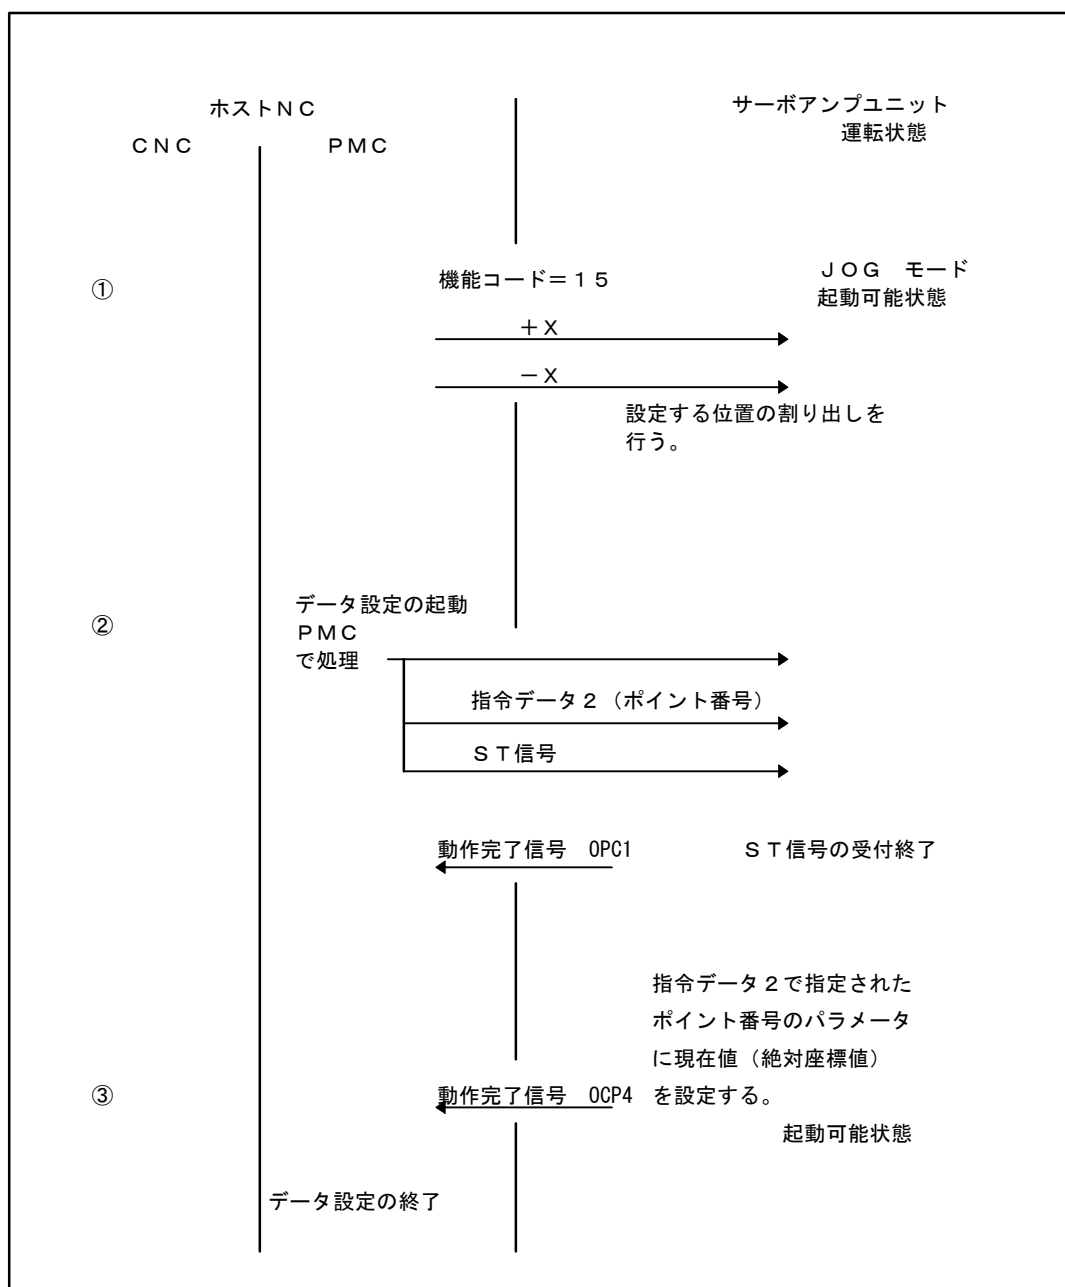 ホストＮＣ
ＣＮＣ　ＰＭＣ
サーボアンプユニット
運転状態
①
機能コード＝１５
ＪＯＧ　モード
起動可能状態
＋Ｘ
－Ｘ
設定する位置の割り出しを
行う。
②
データ設定の起動
ＰＭＣ
で処理
指令データ２（ポイント番号）
ＳＴ信号
動作完了信号　OPC1
ＳＴ信号の受付終了
指令データ２で指定された
ポイント番号のパラメータ
に現在値（絶対座標値）
を設定する。
③
動作完了信号　OCP4
起動可能状態
データ設定の終了